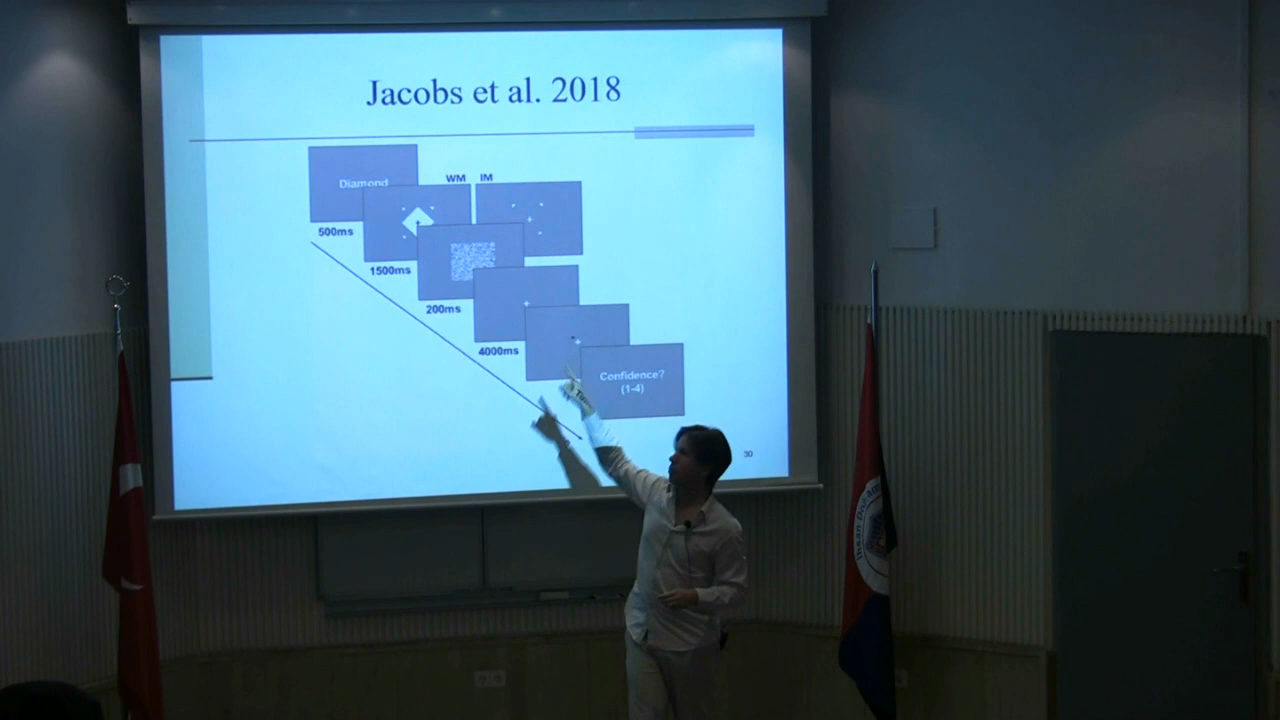 Jacobs et al. 2018
Diamond
WM IM
500ms
1500ms
200ms
4000ms
Confidence?
(1-4)
30